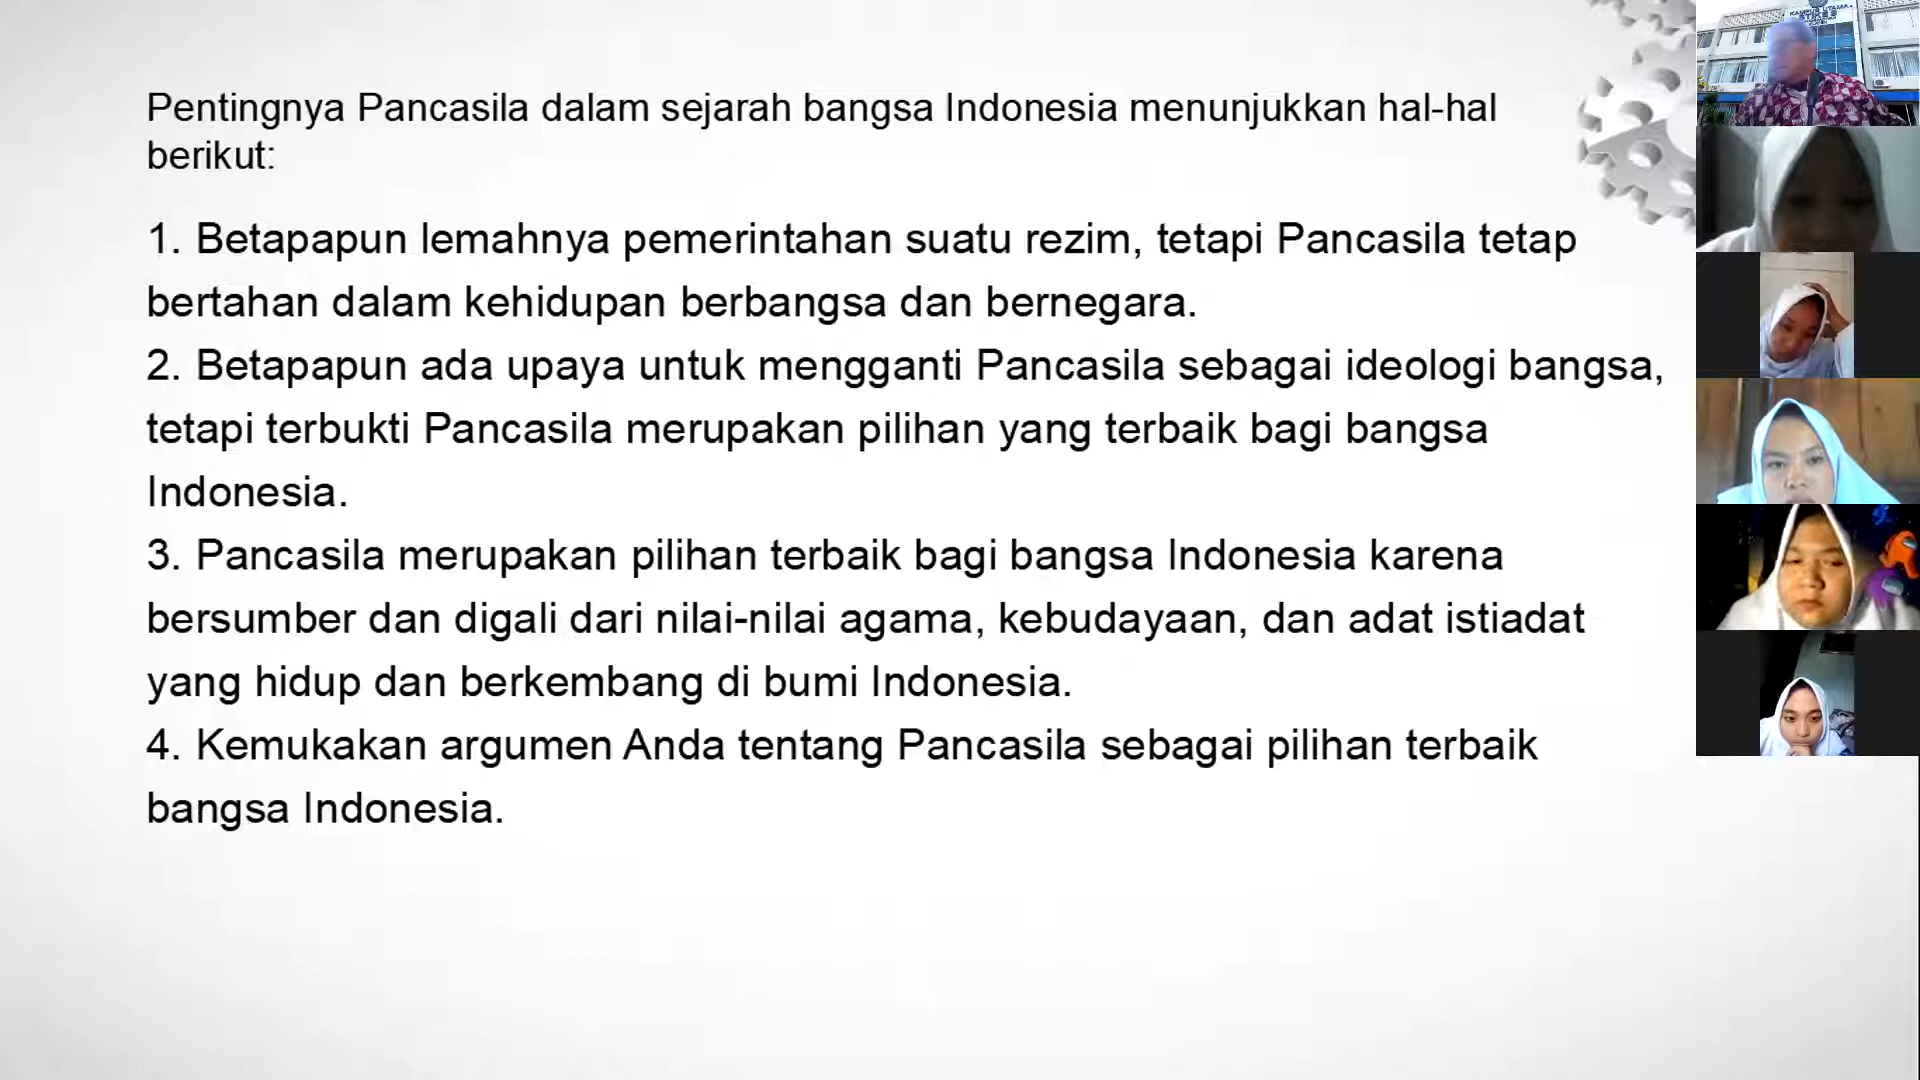 Pentingnya Pancasila dalam sejarah bangsa Indonesia menunjukkan hal-hal
berikut:
1. Betapapun lemahnya pemerintahan suatu rezim, tetapi Pancasila tetap
bertahan dalam kehidupan berbangsa dan bernegara.
2. Betapapun ada upaya untuk mengganti Pancasila sebagai ideologi bangsa,
tetapi terbukti Pancasila merupakan pilihan yang terbaik bagi bangsa
Indonesia.
3. Pancasila merupakan pilihan terbaik bagi bangsa Indonesia karena
bersumber dan digali dari nilai-nilai agama, kebudayaan, dan adat istiadat
yang hidup dan berkembang di bumi Indonesia.
4. Kemukakan argumen Anda tentang Pancasila sebagai pilihan terbaik
bangsa Indonesia.
KAMPUS UTAMA